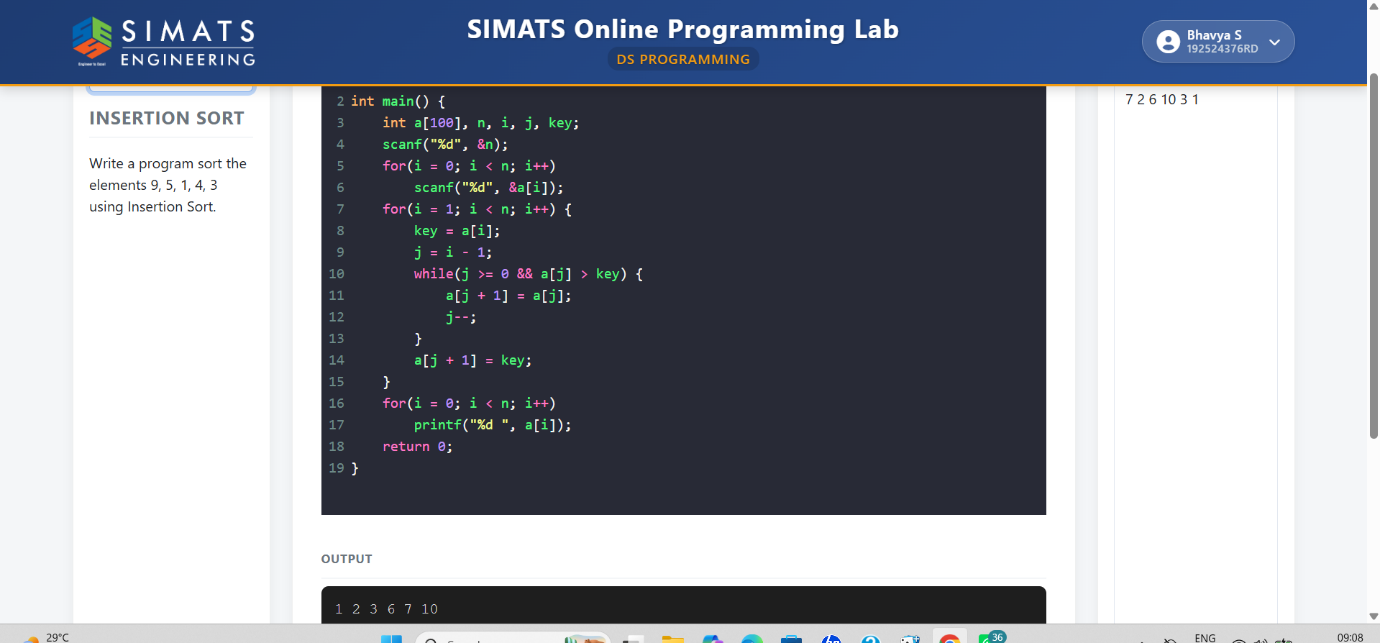 SIMATS
ENGINEERING
Engineer to Excel
SIMATS Online Programming Lab
DS PROGRAMMING
Bhavya S
192524376RD
INSERTION SORT
Write a program sort the
elements 9, 5, 1, 4, 3
using Insertion Sort.
2 int main() {
3 int a[100], n, i, j, key;
4 scanf("%d", &n);
5 for(i = 0; i < n; i++)
6 scanf("%d", &a[i]);
7 for(i = 1; i < n; i++) {
8 key = a[i];
9 j = i - 1;
10 while(j >= 0 && a[j] > key) {
11 a[j + 1] = a[j];
12 j--;
13 }
14 a[j + 1] = key;
15 }
16 for(i = 0; i < n; i++)
17 printf("%d ", a[i]);
18 return 0;
19 }
OUTPUT
1 2 3 6 7 10
7 2 6 10 3 1
29°C
36
ENG
09:08